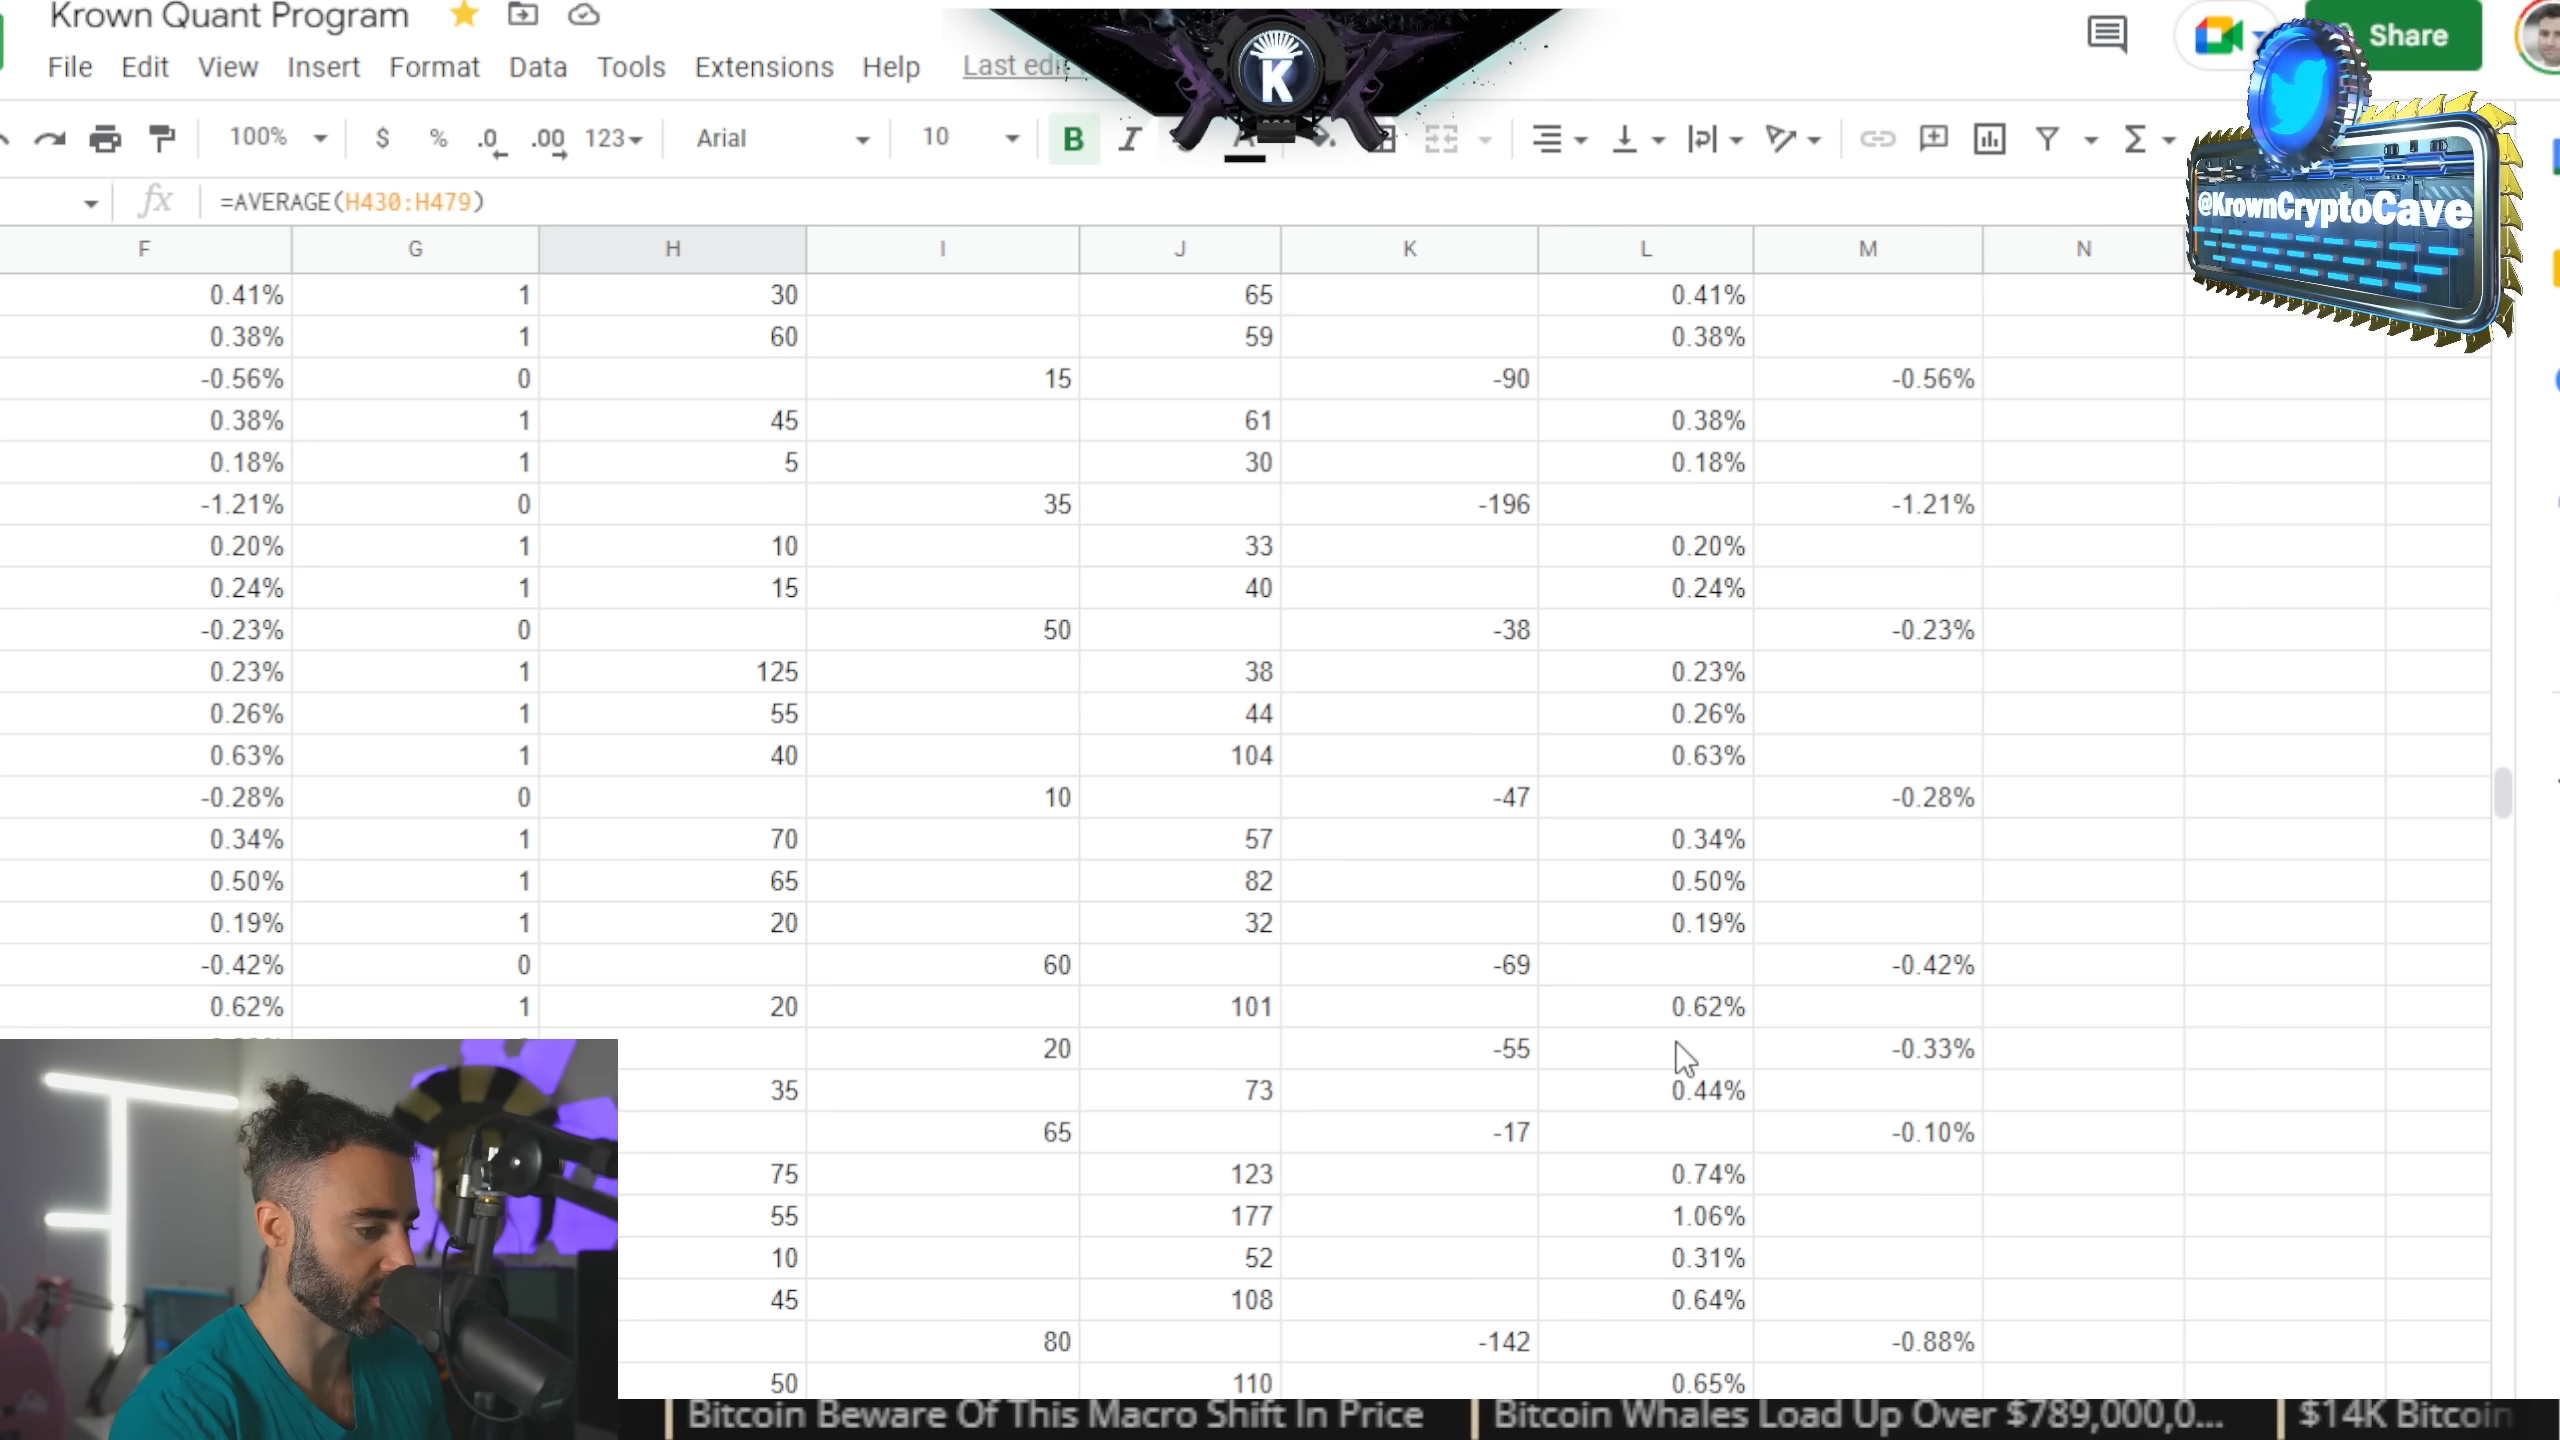 Krown Quant Program
File Edit View Insert Format Data Tools Extensions Help Last edi
Share
100% $ % .0 .00 123 Arial 10 B I A
K
@KrownCryptoCave
fx =AVERAGE(H430:H479)
F G H I J K L M N
0.41% 1 30 65 0.41%
0.38% 1 60 59 0.38%
-0.56% 0 15 -90 -0.56%
0.38% 1 45 61 0.38%
0.18% 1 5 30 0.18%
-1.21% 0 35 -196 -1.21%
0.20% 1 10 33 0.20%
0.24% 1 15 40 0.24%
-0.23% 0 50 -38 -0.23%
0.23% 1 125 38 0.23%
0.26% 1 55 44 0.26%
0.63% 1 40 104 0.63%
-0.28% 0 10 -47 -0.28%
0.34% 1 70 57 0.34%
0.50% 1 65 82 0.50%
0.19% 1 20 32 0.19%
-0.42% 0 60 -69 -0.42%
0.62% 1 20 101 0.62%
20 -55 -0.33%
35 73 0.44%
65 -17 -0.10%
75 123 0.74%
55 177 1.06%
10 52 0.31%
45 108 0.64%
80 -142 -0.88%
50 110 0.65%
Bitcoin Beware Of This Macro Shift In Price Bitcoin Whales Load Up Over $789,000,0... $14K Bitcoin